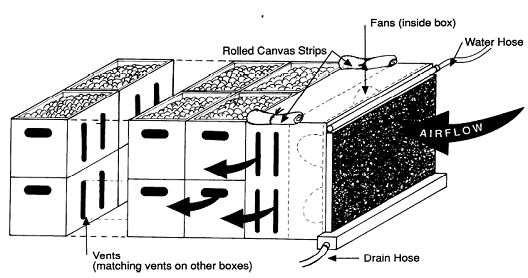 Fans (inside box)
Rolled Canvas Strips
Water Hose
AIRFLOW
Vents
(matching vents on other boxes)
Drain Hose